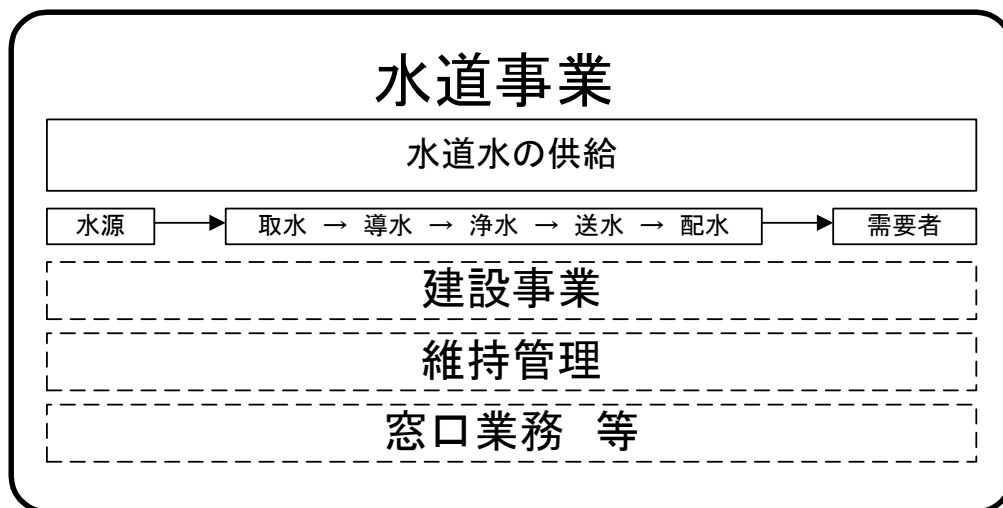 水道事業
水道水の供給
水源 取水 → 導水 → 浄水 → 送水 → 配水 需要者
建設事業
維持管理
窓口業務 等